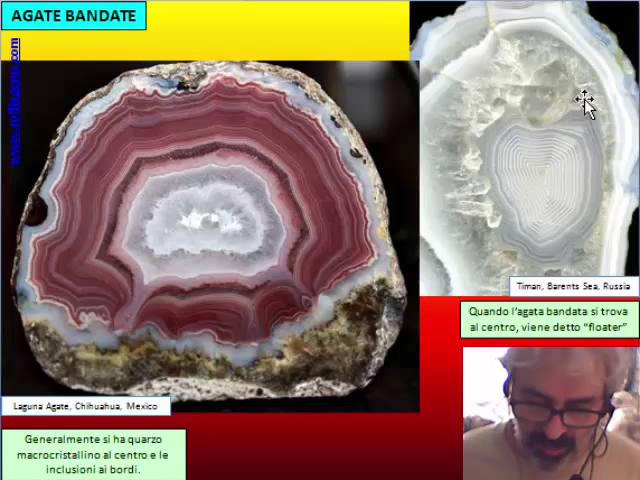 AGATE BANDATE
Timan, Barents Sea, Russia
Quando l'agata bandata si trova
al centro, viene detto "floater"
Laguna Agate, Chihuahua, Mexico
Generalmente si ha quarzo
macrocristallino al centro e le
inclusioni ai bordi.